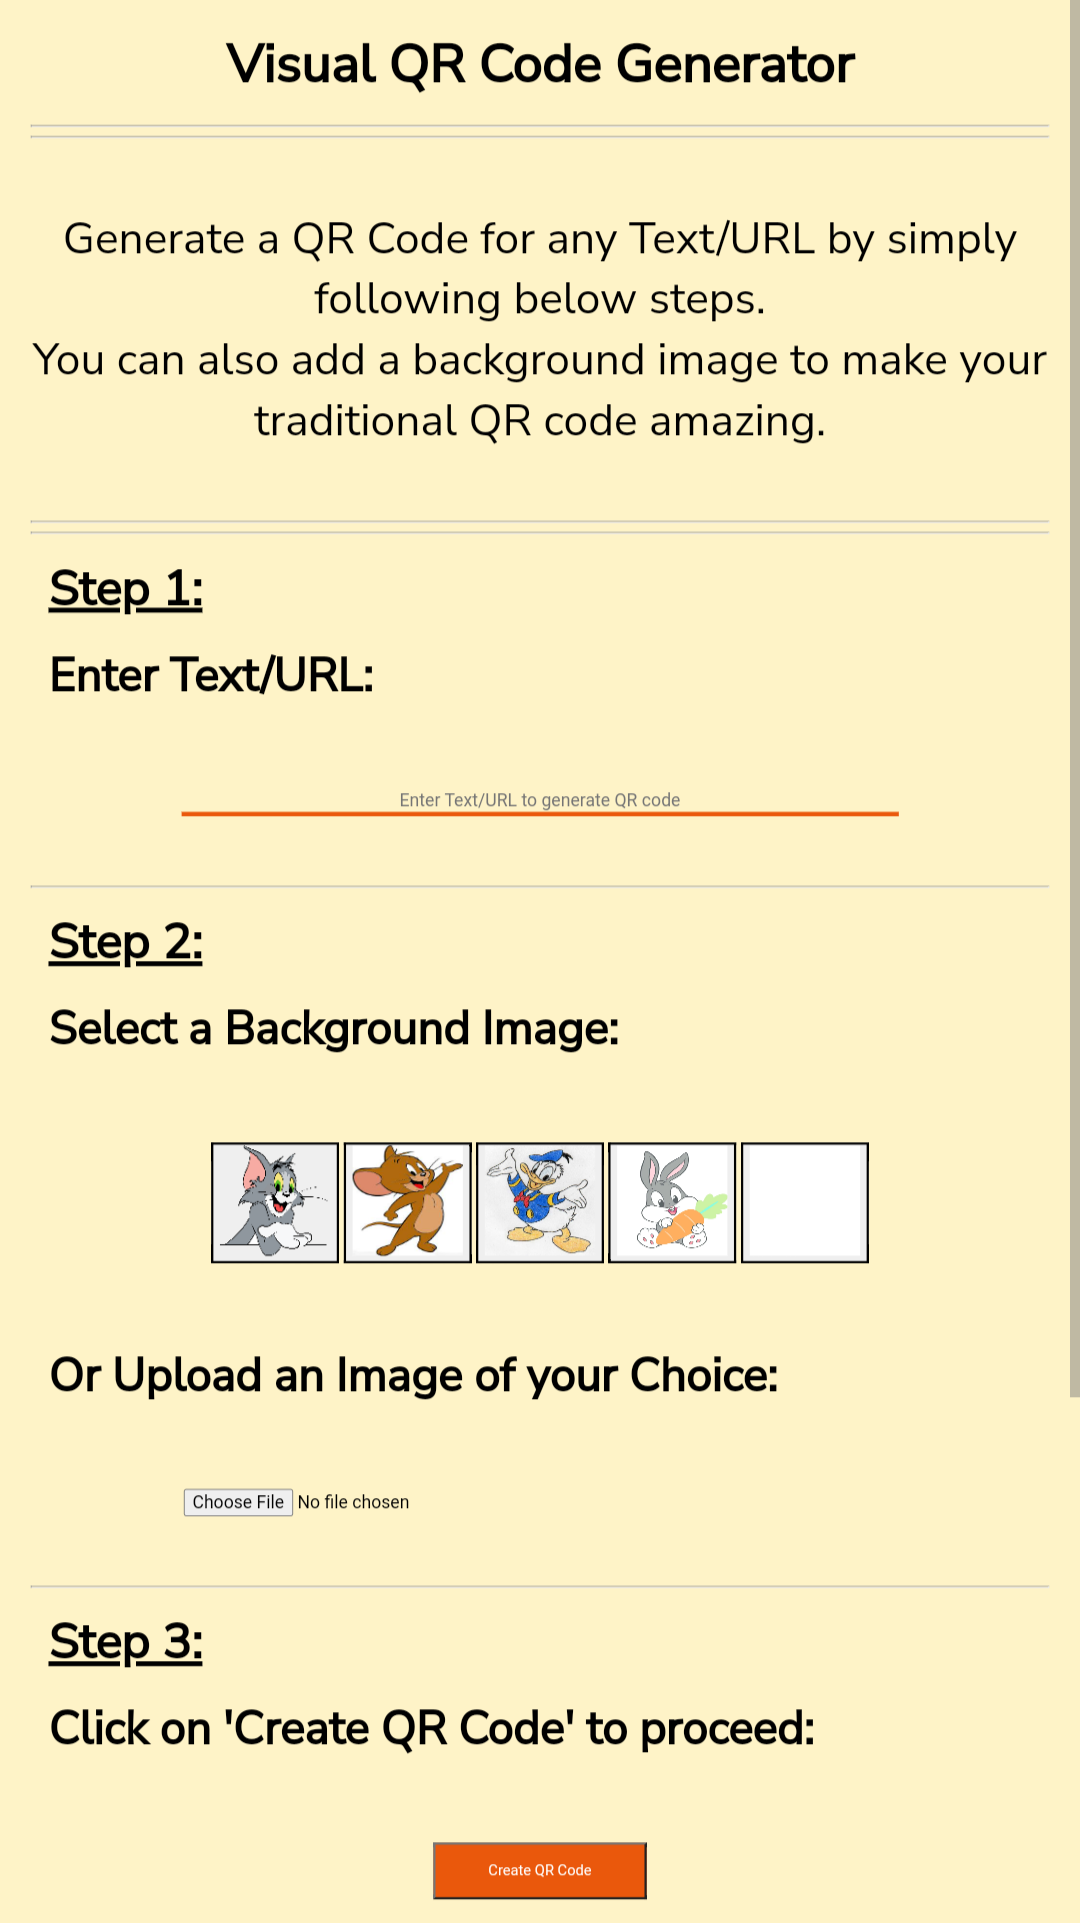 Visual QR Code Generator
Generate a QR Code for any Text/URL by simply
following below steps.
You can also add a background image to make your
traditional QR code amazing.
Step 1:
Enter Text/URL:
Enter Text/URL to generate QR code
Step 2:
Select a Background Image:
Or Upload an Image of your Choice:
Choose File No file chosen
Step 3:
Click on 'Create QR Code' to proceed:
Create QR Code